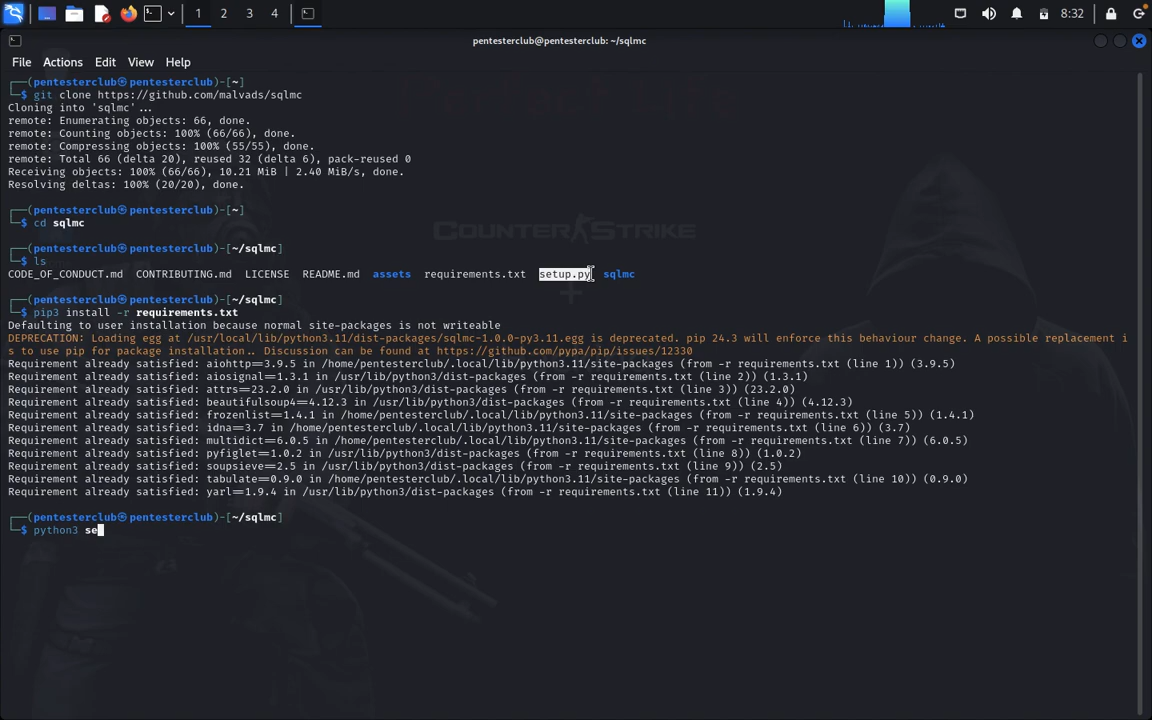 1 2 3 4 8:32
pentesterclub@pentesterclub: ~/sqlmc
File Actions Edit View Help
┌──(pentesterclub㉿pentesterclub)-[~]
└─$ git clone https://github.com/malvads/sqlmc
Cloning into 'sqlmc'...
remote: Enumerating objects: 66, done.
remote: Counting objects: 100% (66/66), done.
remote: Compressing objects: 100% (55/55), done.
remote: Total 66 (delta 20), reused 32 (delta 6), pack-reused 0
Receiving objects: 100% (66/66), 10.21 MiB | 2.40 MiB/s, done.
Resolving deltas: 100% (20/20), done.
┌──(pentesterclub㉿pentesterclub)-[~]
└─$ cd sqlmc
COUNTER STRIKE
┌──(pentesterclub㉿pentesterclub)-[~/sqlmc]
└─$ ls
CODE_OF_CONDUCT.md CONTRIBUTING.md LICENSE README.md assets requirements.txt setup.py sqlmc
┌──(pentesterclub㉿pentesterclub)-[~/sqlmc]
└─$ pip3 install -r requirements.txt
Defaulting to user installation because normal site-packages is not writeable
DEPRECATION: Loading egg at /usr/local/lib/python3.11/dist-packages/sqlmc-1.0.0-py3.11.egg is deprecated. pip 24.3 will enforce this behaviour change. A possible replacement i
s to use pip for package installation.. Discussion can be found at https://github.com/pypa/pip/issues/12330
Requirement already satisfied: aiohttp==3.9.5 in /home/pentesterclub/.local/lib/python3.11/site-packages (from -r requirements.txt (line 1)) (3.9.5)
Requirement already satisfied: aiosignal==1.3.1 in /usr/lib/python3/dist-packages (from -r requirements.txt (line 2)) (1.3.1)
Requirement already satisfied: attrs==23.2.0 in /usr/lib/python3/dist-packages (from -r requirements.txt (line 3)) (23.2.0)
Requirement already satisfied: beautifulsoup4==4.12.3 in /usr/lib/python3/dist-packages (from -r requirements.txt (line 4)) (4.12.3)
Requirement already satisfied: frozenlist==1.4.1 in /home/pentesterclub/.local/lib/python3.11/site-packages (from -r requirements.txt (line 5)) (1.4.1)
Requirement already satisfied: idna==3.7 in /home/pentesterclub/.local/lib/python3.11/site-packages (from -r requirements.txt (line 6)) (3.7)
Requirement already satisfied: multidict==6.0.5 in /home/pentesterclub/.local/lib/python3.11/site-packages (from -r requirements.txt (line 7)) (6.0.5)
Requirement already satisfied: pyfiglet==1.0.2 in /usr/lib/python3/dist-packages (from -r requirements.txt (line 8)) (1.0.2)
Requirement already satisfied: soupsieve==2.5 in /usr/lib/python3/dist-packages (from -r requirements.txt (line 9)) (2.5)
Requirement already satisfied: tabulate==0.9.0 in /home/pentesterclub/.local/lib/python3.11/site-packages (from -r requirements.txt (line 10)) (0.9.0)
Requirement already satisfied: yarl==1.9.4 in /usr/lib/python3/dist-packages (from -r requirements.txt (line 11)) (1.9.4)
┌──(pentesterclub㉿pentesterclub)-[~/sqlmc]
└─$ python3 se